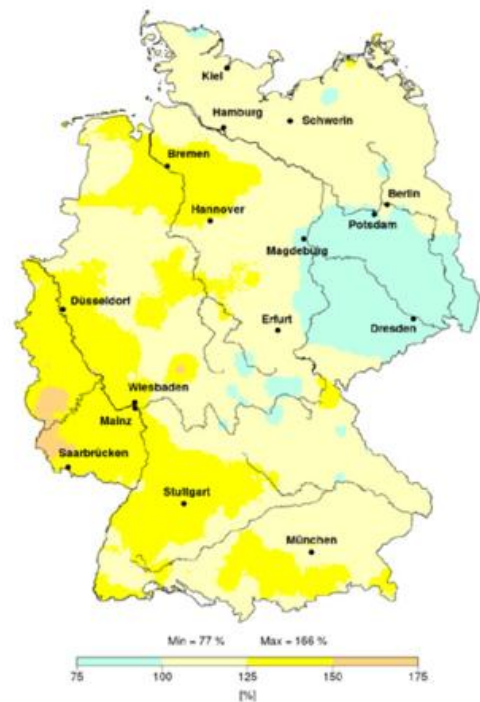 Kiel
Hamburg
Schwerin
Bremen
Berlin
Hannover
Potsdam
Magdeburg
Düsseldorf
Erfurt
Dresden
Wiesbaden
Mainz
Saarbrücken
Stuttgart
München
Min = 77 % Max = 166 %
75 100 125 150 175
[%]